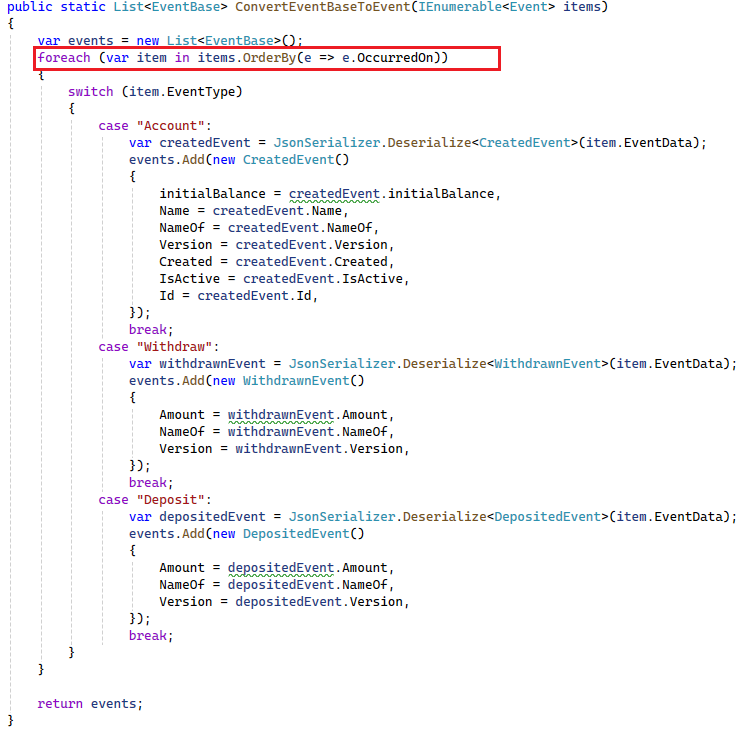 public static List<EventBase> ConvertEventBaseToEvent(IEnumerable<Event> items)
{
    var events = new List<EventBase>();
    foreach (var item in items.OrderBy(e => e.OccurredOn))
    {
        switch (item.EventType)
        {
            case "Account":
                var createdEvent = JsonSerializer.Deserialize<CreatedEvent>(item.EventData);
                events.Add(new CreatedEvent()
                {
                    initialBalance = createdEvent.initialBalance,
                    Name = createdEvent.Name,
                    NameOf = createdEvent.NameOf,
                    Version = createdEvent.Version,
                    Created = createdEvent.Created,
                    IsActive = createdEvent.IsActive,
                    Id = createdEvent.Id,
                });
                break;
            case "Withdraw":
                var withdrawnEvent = JsonSerializer.Deserialize<WithdrawnEvent>(item.EventData);
                events.Add(new WithdrawnEvent()
                {
                    Amount = withdrawnEvent.Amount,
                    NameOf = withdrawnEvent.NameOf,
                    Version = withdrawnEvent.Version,
                });
                break;
            case "Deposit":
                var depositedEvent = JsonSerializer.Deserialize<DepositedEvent>(item.EventData);
                events.Add(new DepositedEvent()
                {
                    Amount = depositedEvent.Amount,
                    NameOf = depositedEvent.NameOf,
                    Version = depositedEvent.Version,
                });
                break;
        }
    }

    return events;
}